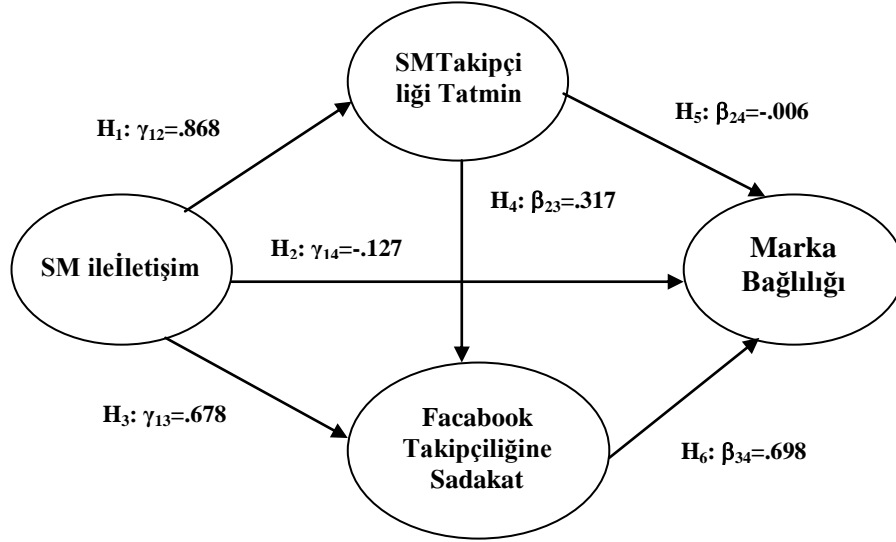 SMTakipçi
liği Tatmin
H₁: γ₁₂=.868
H₅: β₂₄=-.006
H₄: β₂₃=.317
SM ileİletişim
H₂: γ₁₄=-.127
Marka
Bağlılığı
H₃: γ₁₃=.678
Facabook
Takipçiliğine
Sadakat
H₆: β₃₄=.698